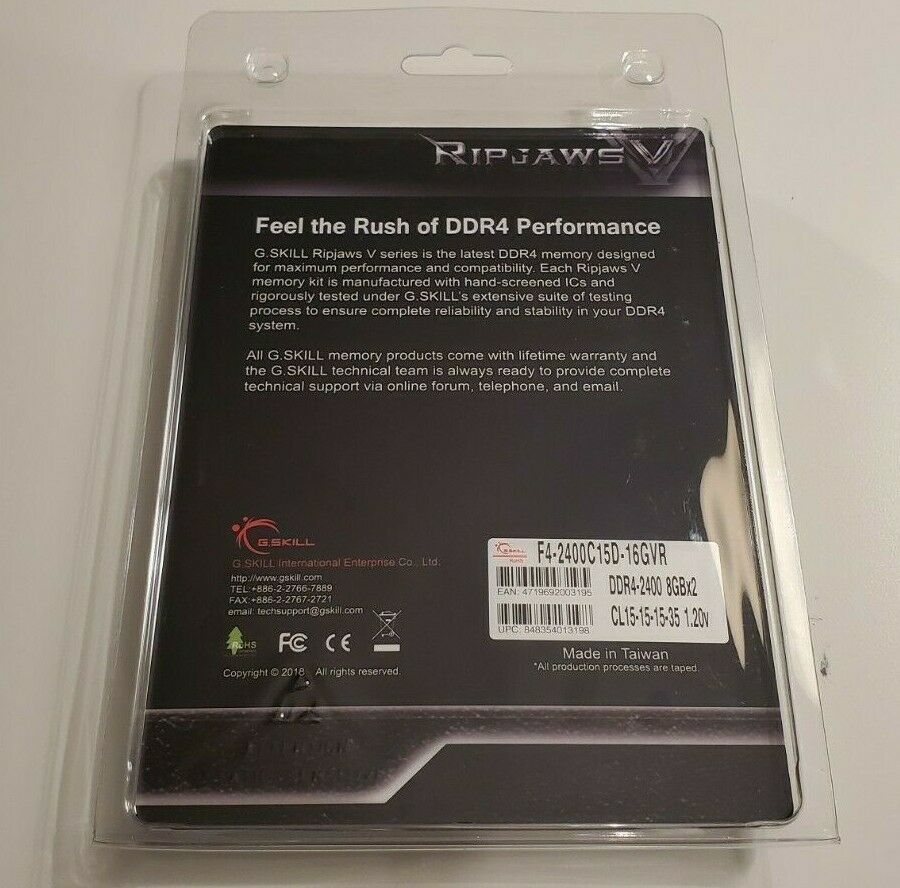 RIPJAWS V
Feel the Rush of DDR4 Performance
G.SKILL Ripjaws V series is the latest DDR4 memory designed
for maximum performance and compatibility. Each Ripjaws V
memory kit is manufactured with hand-screened ICs and
rigorously tested under G.SKILL's extensive suite of testing
process to ensure complete reliability and stability in your DDR4
system.
All G.SKILL memory products come with lifetime warranty and
the G.SKILL technical team is always ready to provide complete
technical support via online forum, telephone, and email.
G.SKILL
G.SKILL International Enterprise Co., Ltd.
http://www.gskill.com
TEL:+886-2-2766-7889
FAX:+886-2-2767-2721
email: techsupport@gskill.com
RoHS
FC CE
Copyright © 2018 All rights reserved.
G.SKILL
RoHS
F4-2400C15D-16GVR
EAN: 4719692003195
DDR4-2400 8GBx2
CL15-15-15-35 1.20v
UPC: 848354013198
Made in Taiwan
*All production processes are taped.